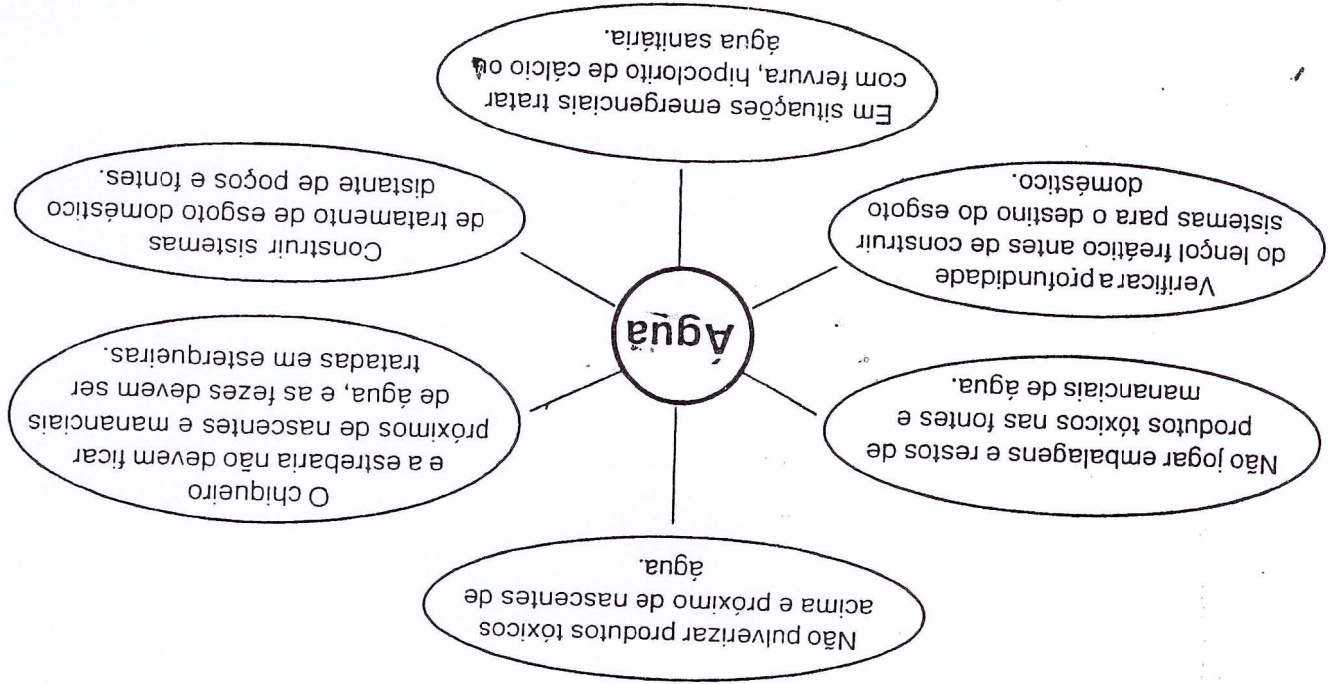 Não pulverizar produtos tóxicos
acima e próximo de nascentes de
água.
Não jogar embalagens e restos de
produtos tóxicos nas fontes e
mananciais de água.
O chiqueiro
e a estrebaria não devem ficar
próximos de nascentes e mananciais
de água, e as fezes devem ser
tratadas em esterqueiras.
Água
Verificar a profundidade
do lençol freático antes de construir
sistemas para o destino do esgoto
doméstico.
Construir sistemas
de tratamento de esgoto doméstico
distante de poços e fontes.
Em situações emergenciais tratar
com fervura, hipoclorito de cálcio ou
água sanitária.